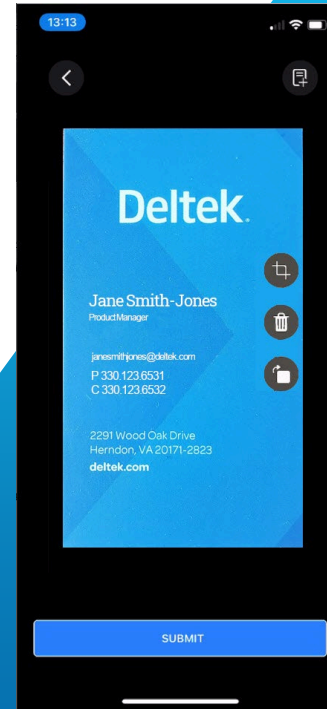 13:13
Deltek.
Jane Smith-Jones
Product Manager
janesmithjones@deltek.com
P 330.123.6531
C 330.123.6532
2291 Wood Oak Drive
Herndon, VA 20171-2823
deltek.com
SUBMIT